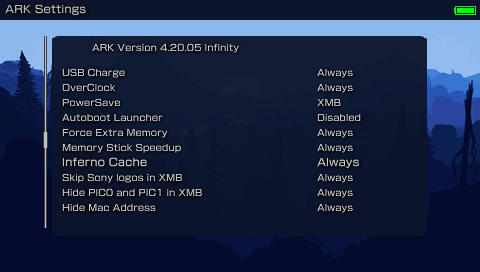 ARK Settings
ARK Version 4.20.05 Infinity
USB Charge Always
OverClock Always
PowerSave XMB
Autoboot Launcher Disabled
Force Extra Memory Always
Memory Stick Speedup Always
Inferno Cache Always
Skip Sony logos in XMB Always
Hide PIC0 and PIC1 in XMB Always
Hide Mac Address Always